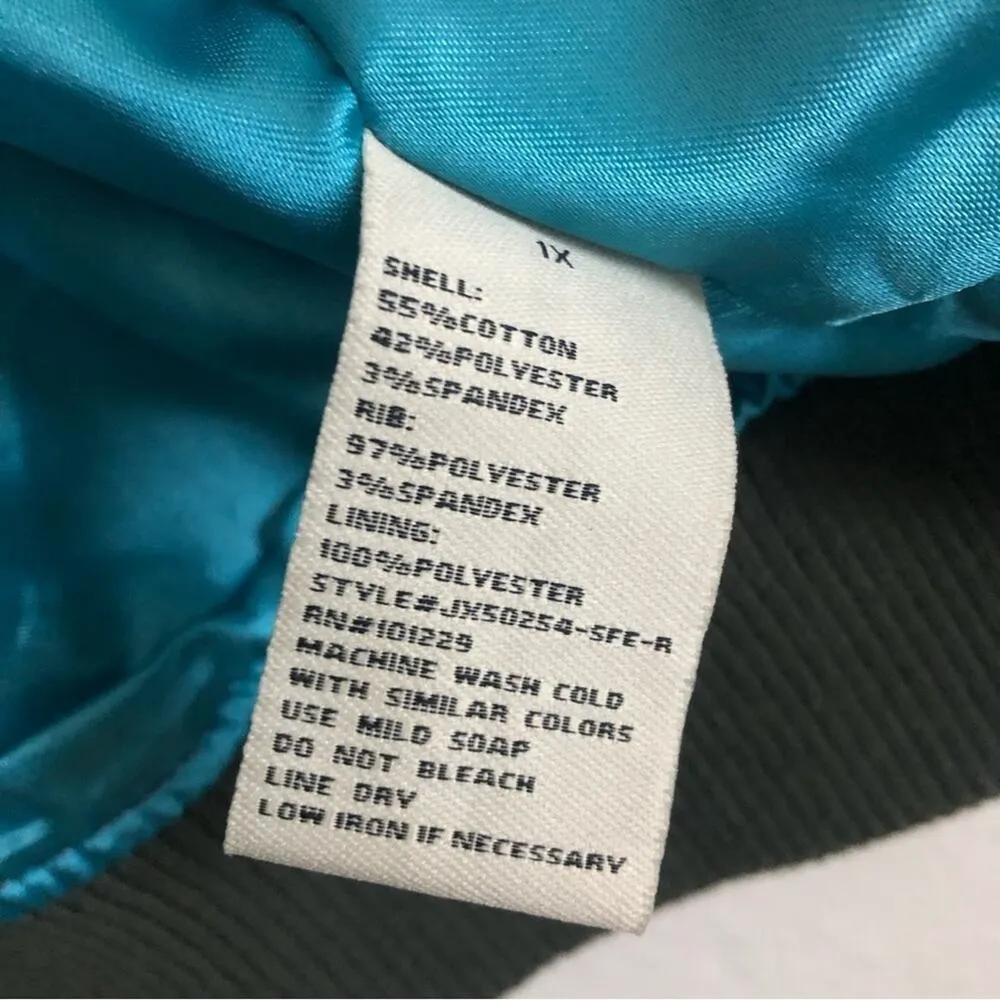 1X
SHELL:
55%COTTON
42%POLYESTER
3%SPANDEX
RIB:
97%POLYESTER
3%SPANDEX
LINING:
100%POLYESTER
STYLE#JX50254-SFE-R
RN#101229
MACHINE WASH COLD
WITH SIMILAR COLORS
USE MILD SOAP
DO NOT BLEACH
LINE DRY
LOW IRON IF NECESSARY